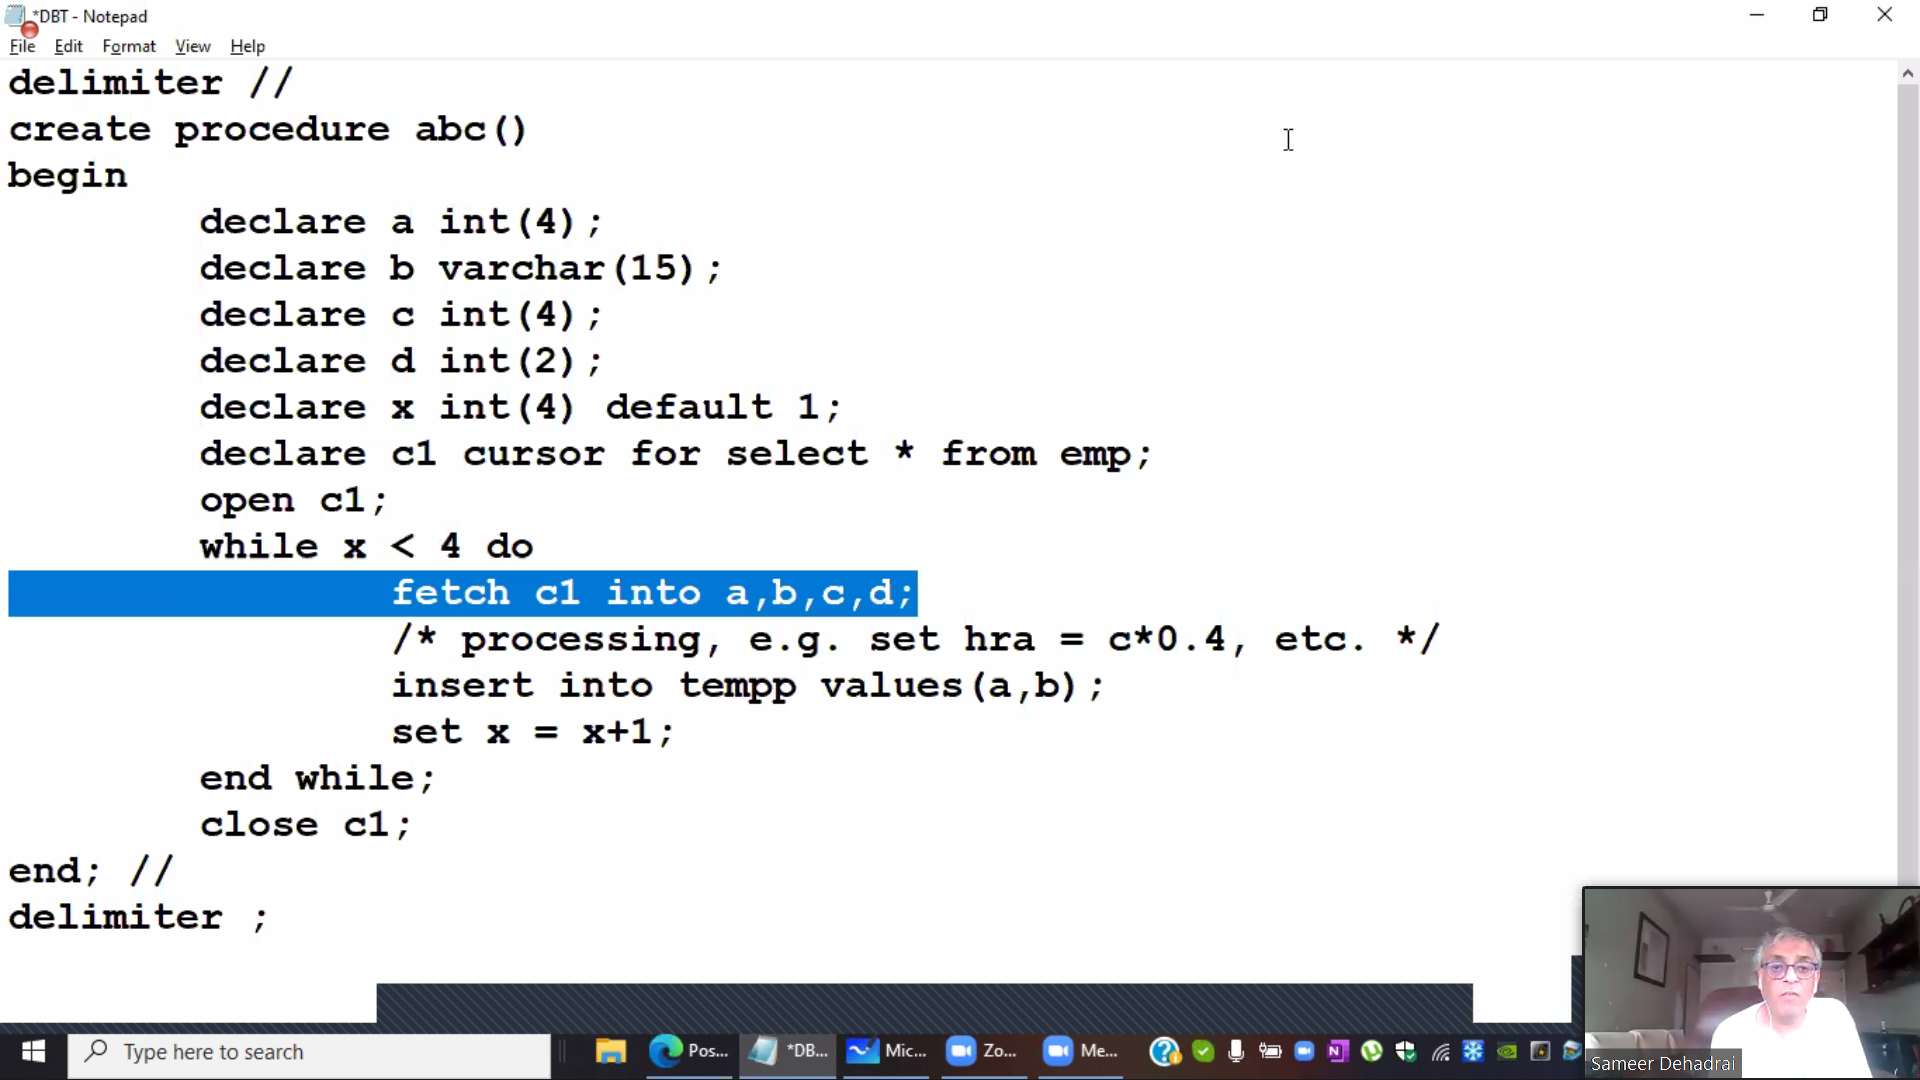 *DBT - Notepad
File Edit Format View Help
delimiter //
create procedure abc()
begin
declare a int(4);
declare b varchar(15);
declare c int(4);
declare d int(2);
declare x int(4) default 1;
declare c1 cursor for select * from emp;
open c1;
while x < 4 do
fetch c1 into a,b,c,d;
/* processing, e.g. set hra = c*0.4, etc. */
insert into tempp values(a,b);
set x = x+1;
end while;
close c1;
end; //
delimiter ;
Type here to search Pos... *DB... Mic... Zo... Me...
Sameer Dehadrai